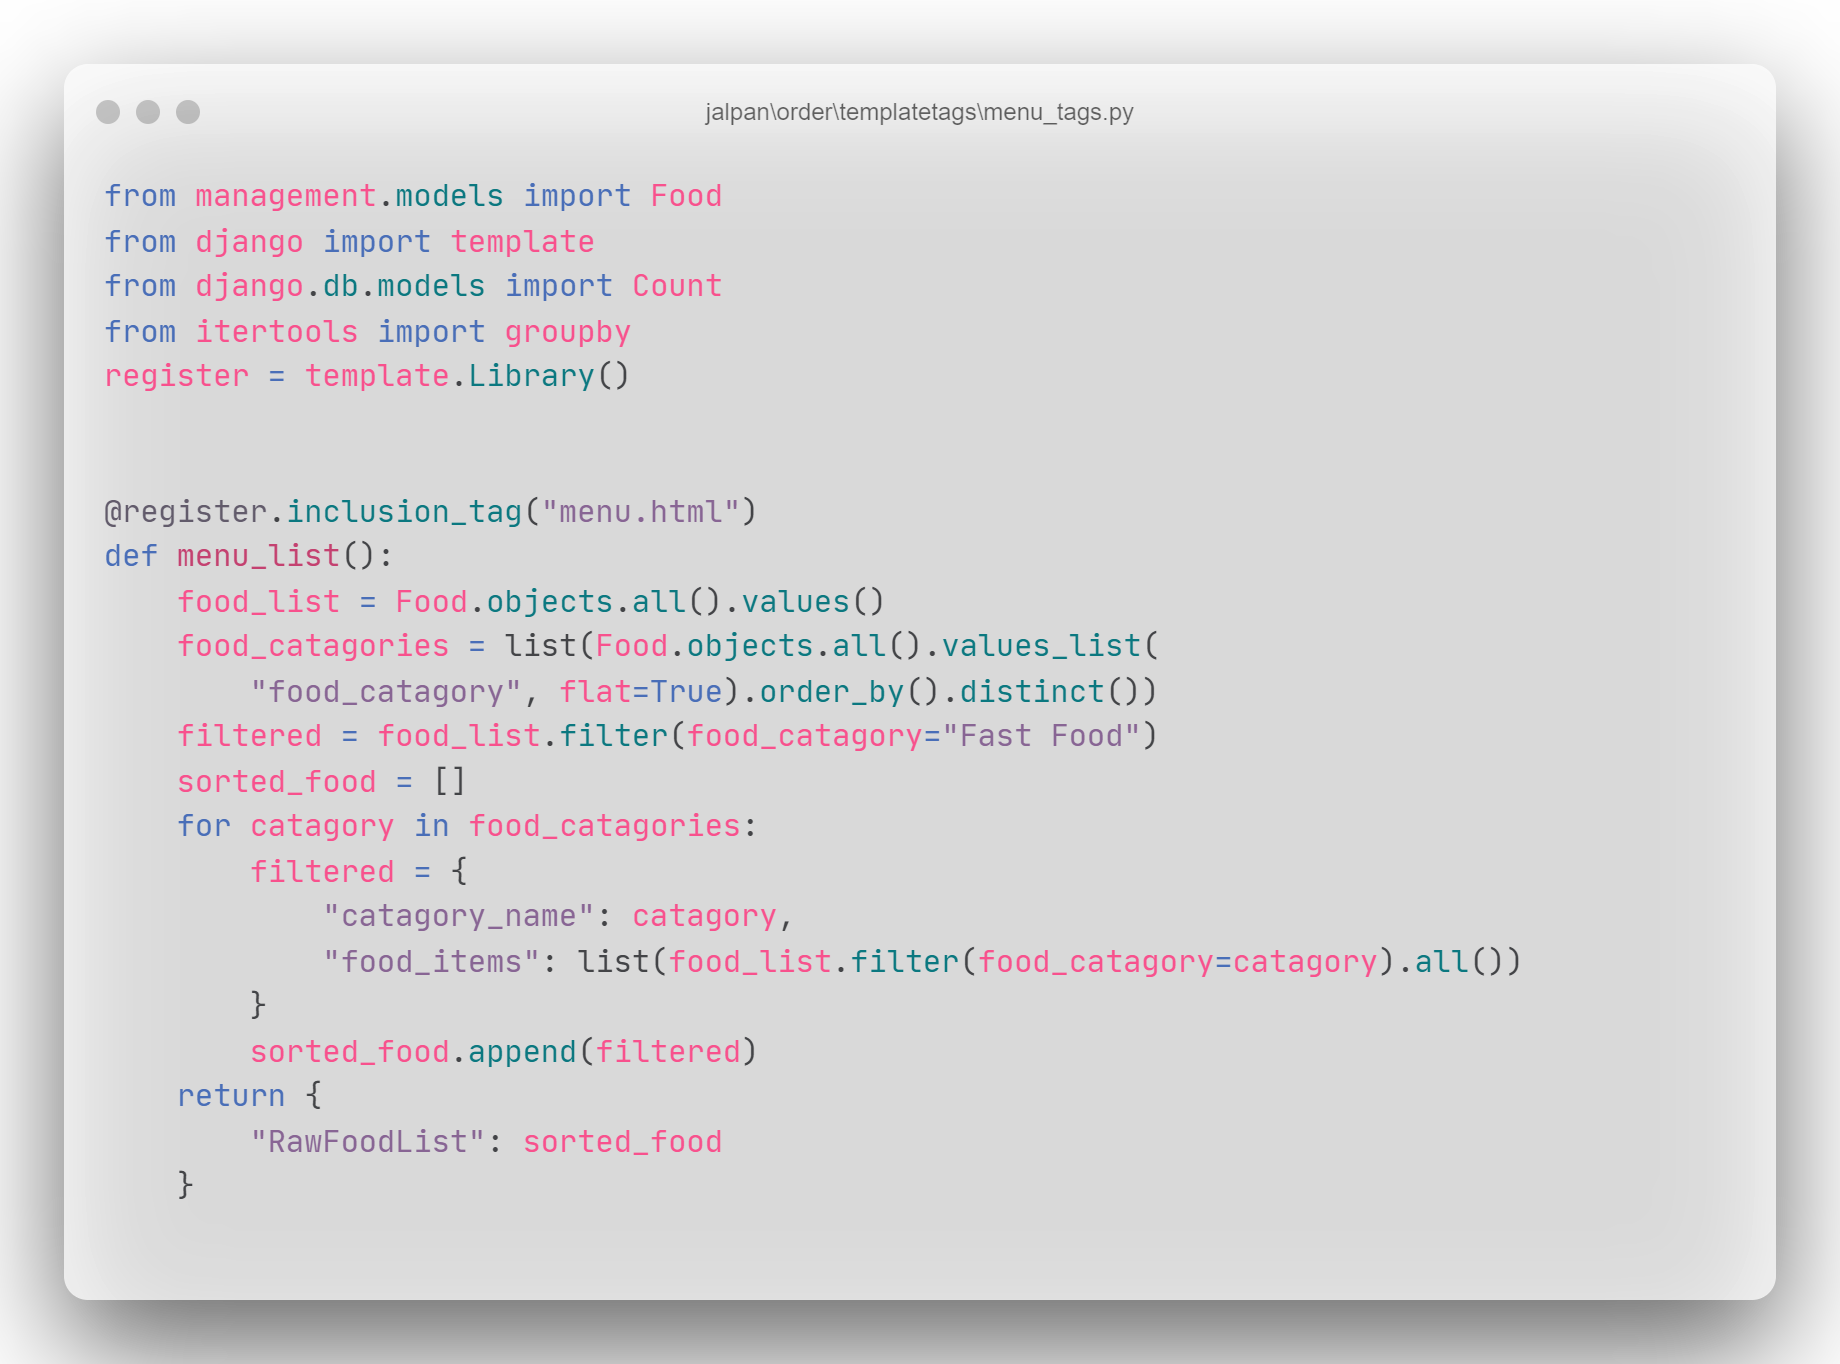 jalpan\order\templatetags\menu_tags.py
from management.models import Food
from django import template
from django.db.models import Count
from itertools import groupby
register = template.Library()
@register.inclusion_tag("menu.html")
def menu_list():
    food_list = Food.objects.all().values()
    food_catagories = list(Food.objects.all().values_list(
        "food_catagory", flat=True).order_by().distinct())
    filtered = food_list.filter(food_catagory="Fast Food")
    sorted_food = []
    for catagory in food_catagories:
        filtered = {
            "catagory_name": catagory,
            "food_items": list(food_list.filter(food_catagory=catagory).all())
        }
        sorted_food.append(filtered)
    return {
        "RawFoodList": sorted_food
    }